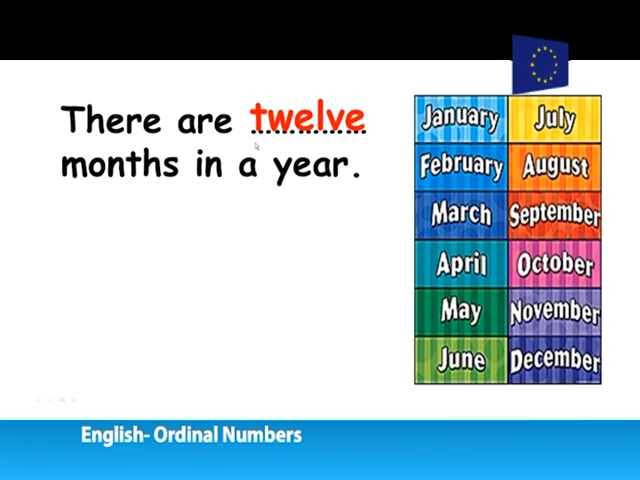 There are twelve
months in a year.
January
July
February
August
March
September
April
October
May
November
June
December
English- Ordinal Numbers